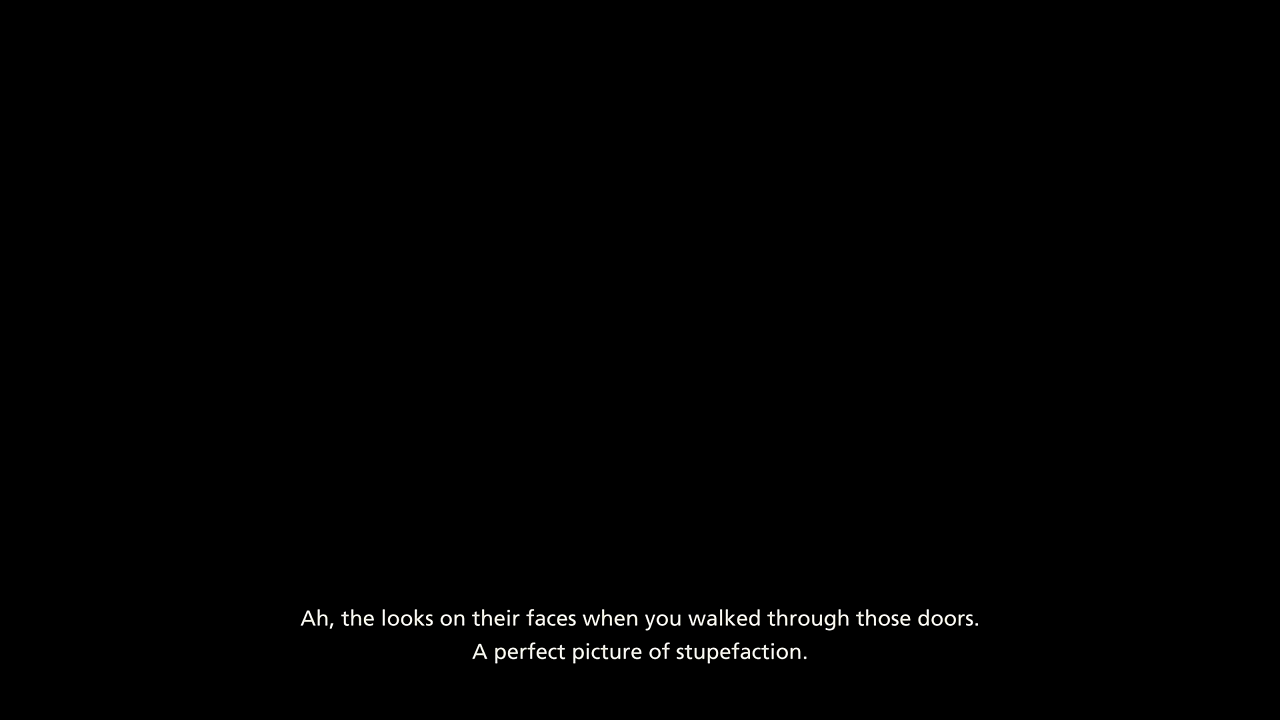 Ah, the looks on their faces when you walked through those doors.
A perfect picture of stupefaction.